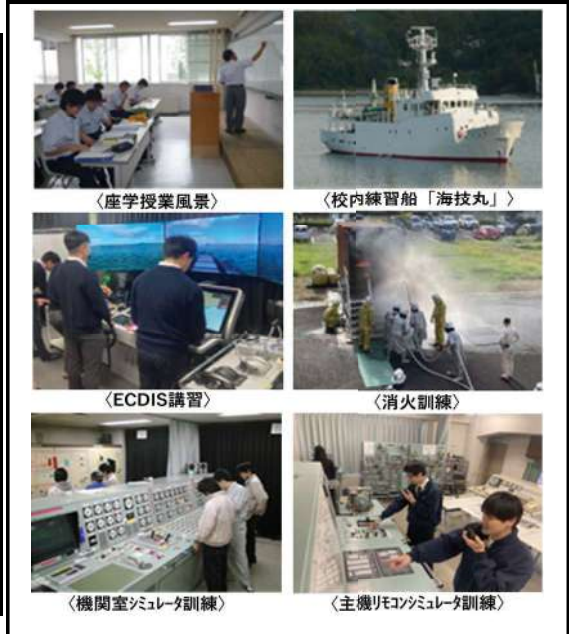 〈座学授業風景〉
〈校内練習船「海技丸」〉
〈ECDIS講習〉
〈消火訓練〉
〈機関室シミュレータ訓練〉
〈主機リモコンシミュレータ訓練〉